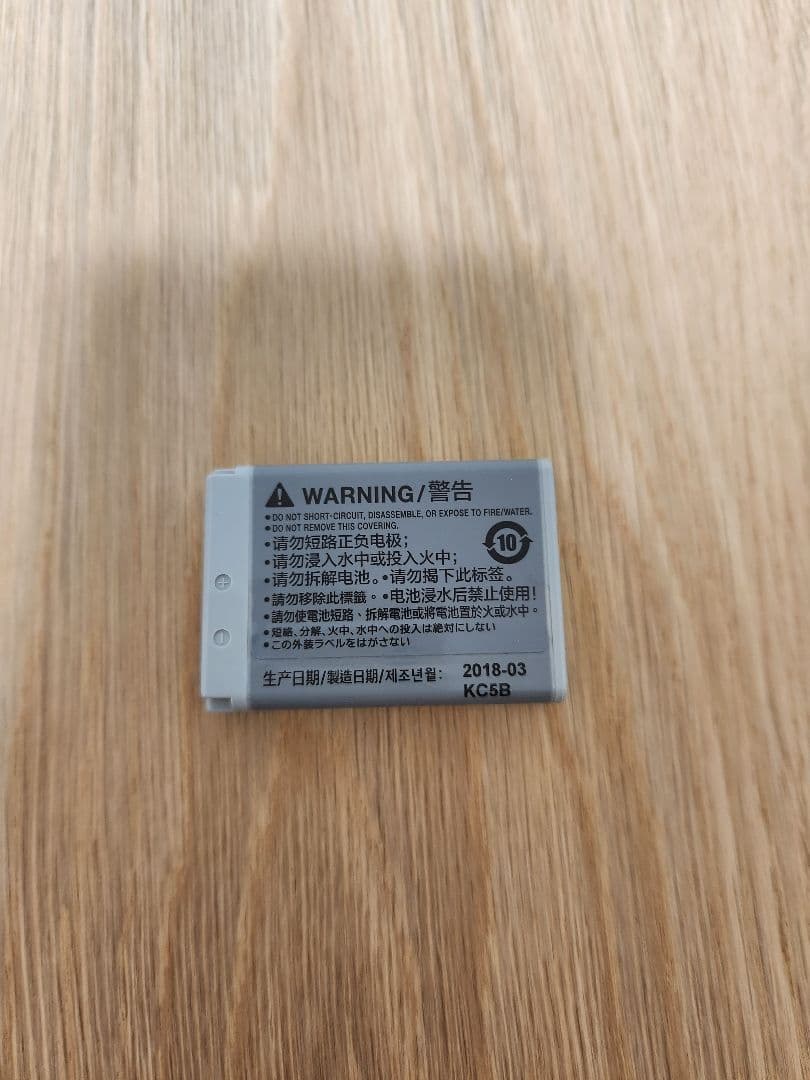 WARNING/警告
•DO NOT SHORT-CIRCUIT, DISASSEMBLE, OR EXPOSE TO FIRE/WATER.
•DO NOT REMOVE THIS COVERING.
•请勿短路正负电极；
10
•请勿浸入水中或投入火中；
•请勿拆解电池。•请勿揭下此标签。
•請勿移除此標籤。•电池浸水后禁止使用！
•請勿使電池短路、拆解電池或將電池置於火或水中。
•短絡、分解、火中、水中への投入は絶対にしない
•この外装ラベルをはがさない
生产日期/製造日期/제조년월： 2018-03
KC5B
+
-